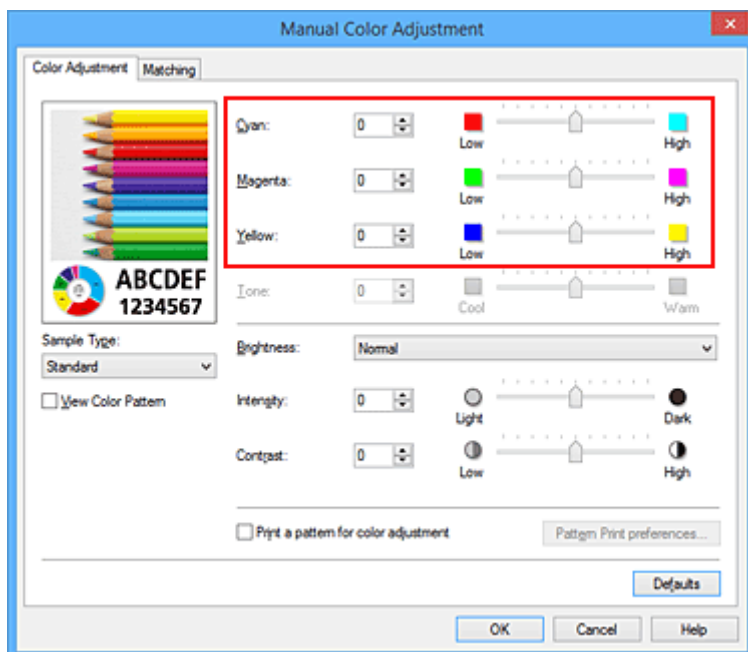 Manual Color Adjustment
Color Adjustment Matching
Cyan: 0 Low High
Magenta: 0 Low High
Yellow: 0 Low High
ABCDEF
1234567
Tone: 0 Cool Warm
Sample Type:
Standard
View Color Pattern
Brightness: Normal
Intensity: 0 Light Dark
Contrast: 0 Low High
Print a pattern for color adjustment Pattern Print preferences...
Defaults
OK Cancel Help